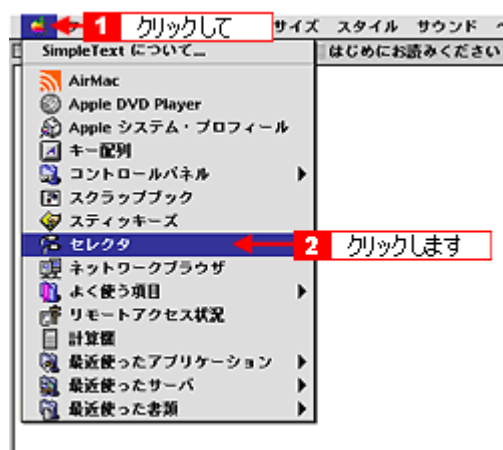 1 クリックして サイズ スタイル サウンド
SimpleText について... はじめにお読みください
AirMac
Apple DVD Player
Apple システム・プロフィール
キー配列
コントロールパネル
スクラップブック
スティッキーズ
セレクタ 2 クリックします
ネットワークブラウザ
よく使う項目
リモートアクセス状況
計算機
最近使ったアプリケーション
最近使ったサーバ
最近使った書類